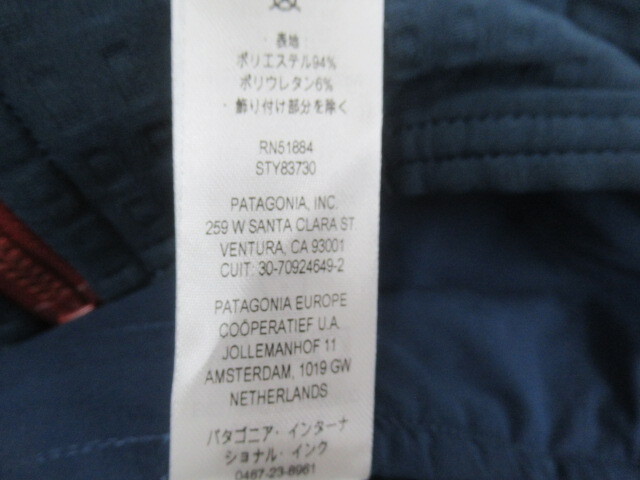 ・表地
ポリエステル94%
ポリウレタン6%
・飾り付け部分を除く
RN51884
STY83730
PATAGONIA, INC.
259 W SANTA CLARA ST
VENTURA, CA 93001
CUIT: 30-70924649-2
PATAGONIA EUROPE
COÖPERATIEF U.A.
JOLLEMANHOF 11
AMSTERDAM, 1019 GW
NETHERLANDS
パタゴニア・インターナ
ショナル・インク
0467-23-8961